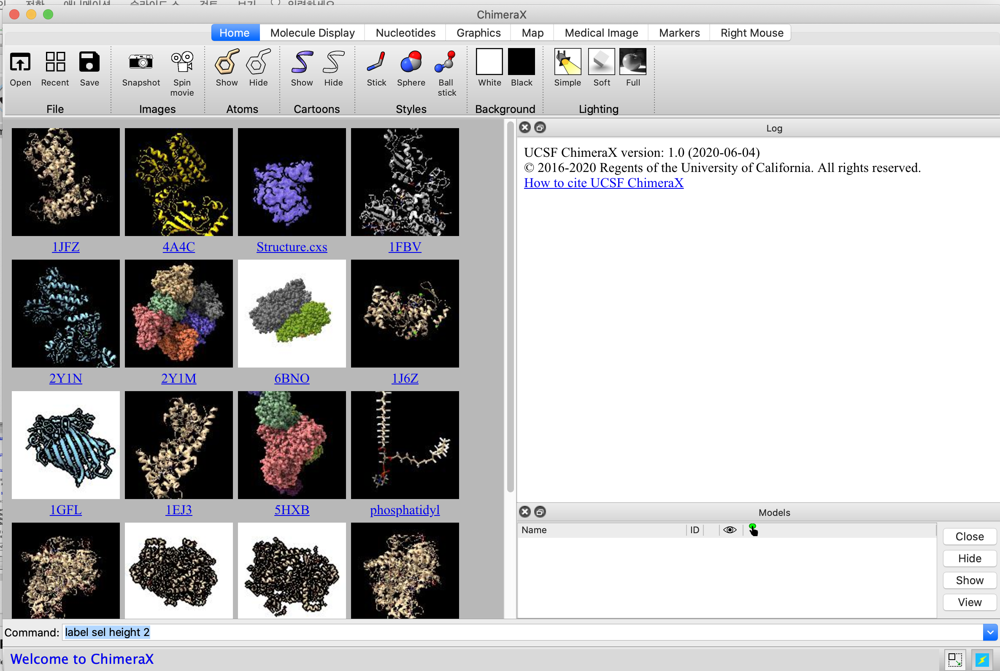 ChimeraX
Home Molecule Display Nucleotides Graphics Map Medical Image Markers Right Mouse
Open Recent Save Snapshot Spin movie Show Hide Show Hide Stick Sphere Ball stick White Black Simple Soft Full
File Images Atoms Cartoons Styles Background Lighting
1JFZ 4A4C Structure.cxs 1FBV
2Y1N 2Y1M 6BNO 1J6Z
1GFL 1EJ3 5HXB phosphatidyl
Log
UCSF ChimeraX version: 1.0 (2020-06-04)
© 2016-2020 Regents of the University of California. All rights reserved.
How to cite UCSF ChimeraX
Models
Name ID
Close
Hide
Show
View
Command: label sel height 2
Welcome to ChimeraX